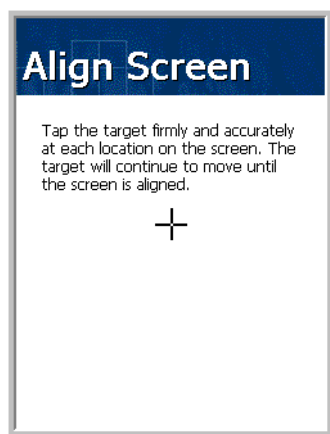 Align Screen
Tap the target firmly and accurately
at each location on the screen. The
target will continue to move until
the screen is aligned.